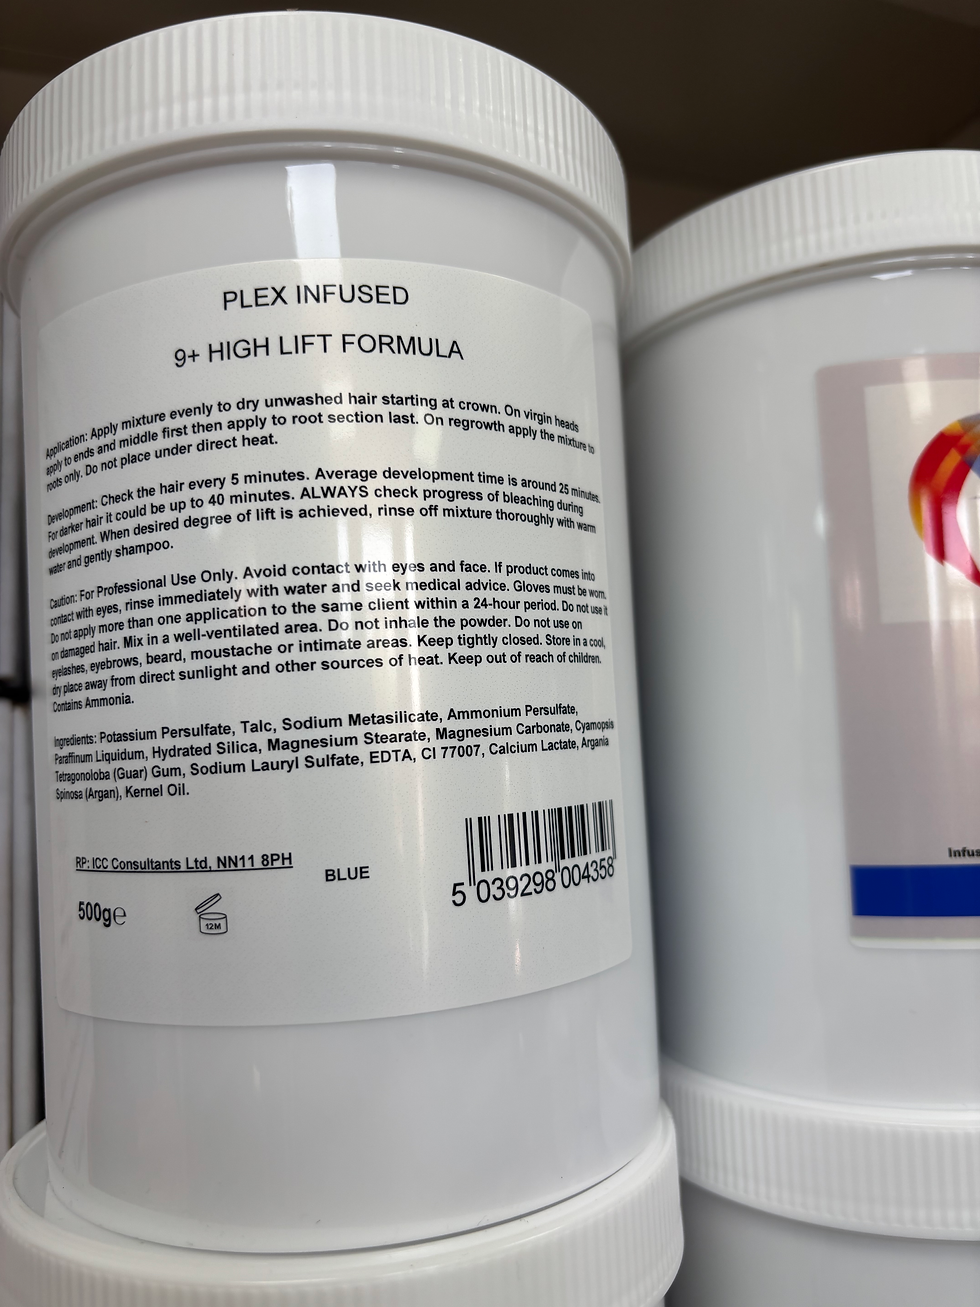 PLEX INFUSED
9+ HIGH LIFT FORMULA
Application: Apply mixture evenly to dry unwashed hair starting at crown. On virgin heads
apply to ends and middle first then apply to root section last. On regrowth apply the mixture to
roots only. Do not place under direct heat.
Development: Check the hair every 5 minutes. Average development time is around 25 minutes.
For darker hair it could be up to 40 minutes. ALWAYS check progress of bleaching during
development. When desired degree of lift is achieved, rinse off mixture thoroughly with warm
water and gently shampoo.
Caution: For Professional Use Only. Avoid contact with eyes and face. If product comes into
contact with eyes, rinse immediately with water and seek medical advice. Gloves must be worn.
Do not apply more than one application to the same client within a 24-hour period. Do not use it
on damaged hair. Mix in a well-ventilated area. Do not inhale the powder. Do not use on
eyelashes, eyebrows, beard, moustache or intimate areas. Keep tightly closed. Store in a cool,
dry place away from direct sunlight and other sources of heat. Keep out of reach of children.
Contains Ammonia.
Ingredients: Potassium Persulfate, Talc, Sodium Metasilicate, Ammonium Persulfate,
Paraffinum Liquidum, Hydrated Silica, Magnesium Stearate, Magnesium Carbonate, Cyamopsis
Tetragonoloba (Guar) Gum, Sodium Lauryl Sulfate, EDTA, CI 77007, Calcium Lactate, Argania
Spinosa (Argan), Kernel Oil.
RP: ICC Consultants Ltd, NN11 8PH
BLUE
5 039298 004358
500g℮
12M
Infus